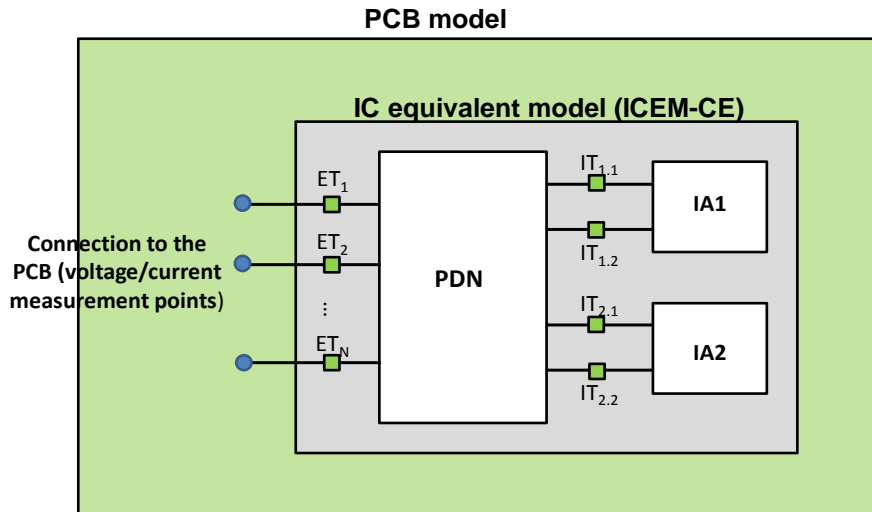 PCB model
IC equivalent model (ICEM-CE)
ET1
ET2
...
ETN
Connection to the
PCB (voltage/current
measurement points)
PDN
IT1.1
IT1.2
IA1
IT2.1
IT2.2
IA2